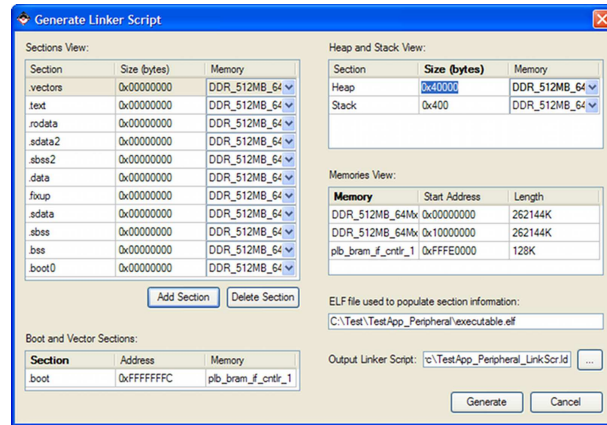 Generate Linker Script
Sections View:
Section Size (bytes) Memory
.vectors 0x00000000 DDR_512MB_64
.text 0x00000000 DDR_512MB_64
.rodata 0x00000000 DDR_512MB_64
.sdata2 0x00000000 DDR_512MB_64
.sbss2 0x00000000 DDR_512MB_64
.data 0x00000000 DDR_512MB_64
.fixup 0x00000000 DDR_512MB_64
.sdata 0x00000000 DDR_512MB_64
.sbss 0x00000000 DDR_512MB_64
.bss 0x00000000 DDR_512MB_64
.boot0 0x00000000 DDR_512MB_64
Add Section Delete Section
Boot and Vector Sections:
Section Address Memory
.boot 0xFFFFFFFC plb_bram_if_cntlr_1
Heap and Stack View:
Section Size (bytes) Memory
Heap 0x40000 DDR_512MB_64
Stack 0x400 DDR_512MB_64
Memories View:
Memory Start Address Length
DDR_512MB_64Mx 0x00000000 262144K
DDR_512MB_64Mx 0x10000000 262144K
plb_bram_if_cntlr_1 0xFFFE0000 128K
ELF file used to populate section information:
C:\Test\TestApp_Peripheral\executable.elf
Output Linker Script: rc\TestApp_Peripheral_LinkScr.ld ...
Generate Cancel